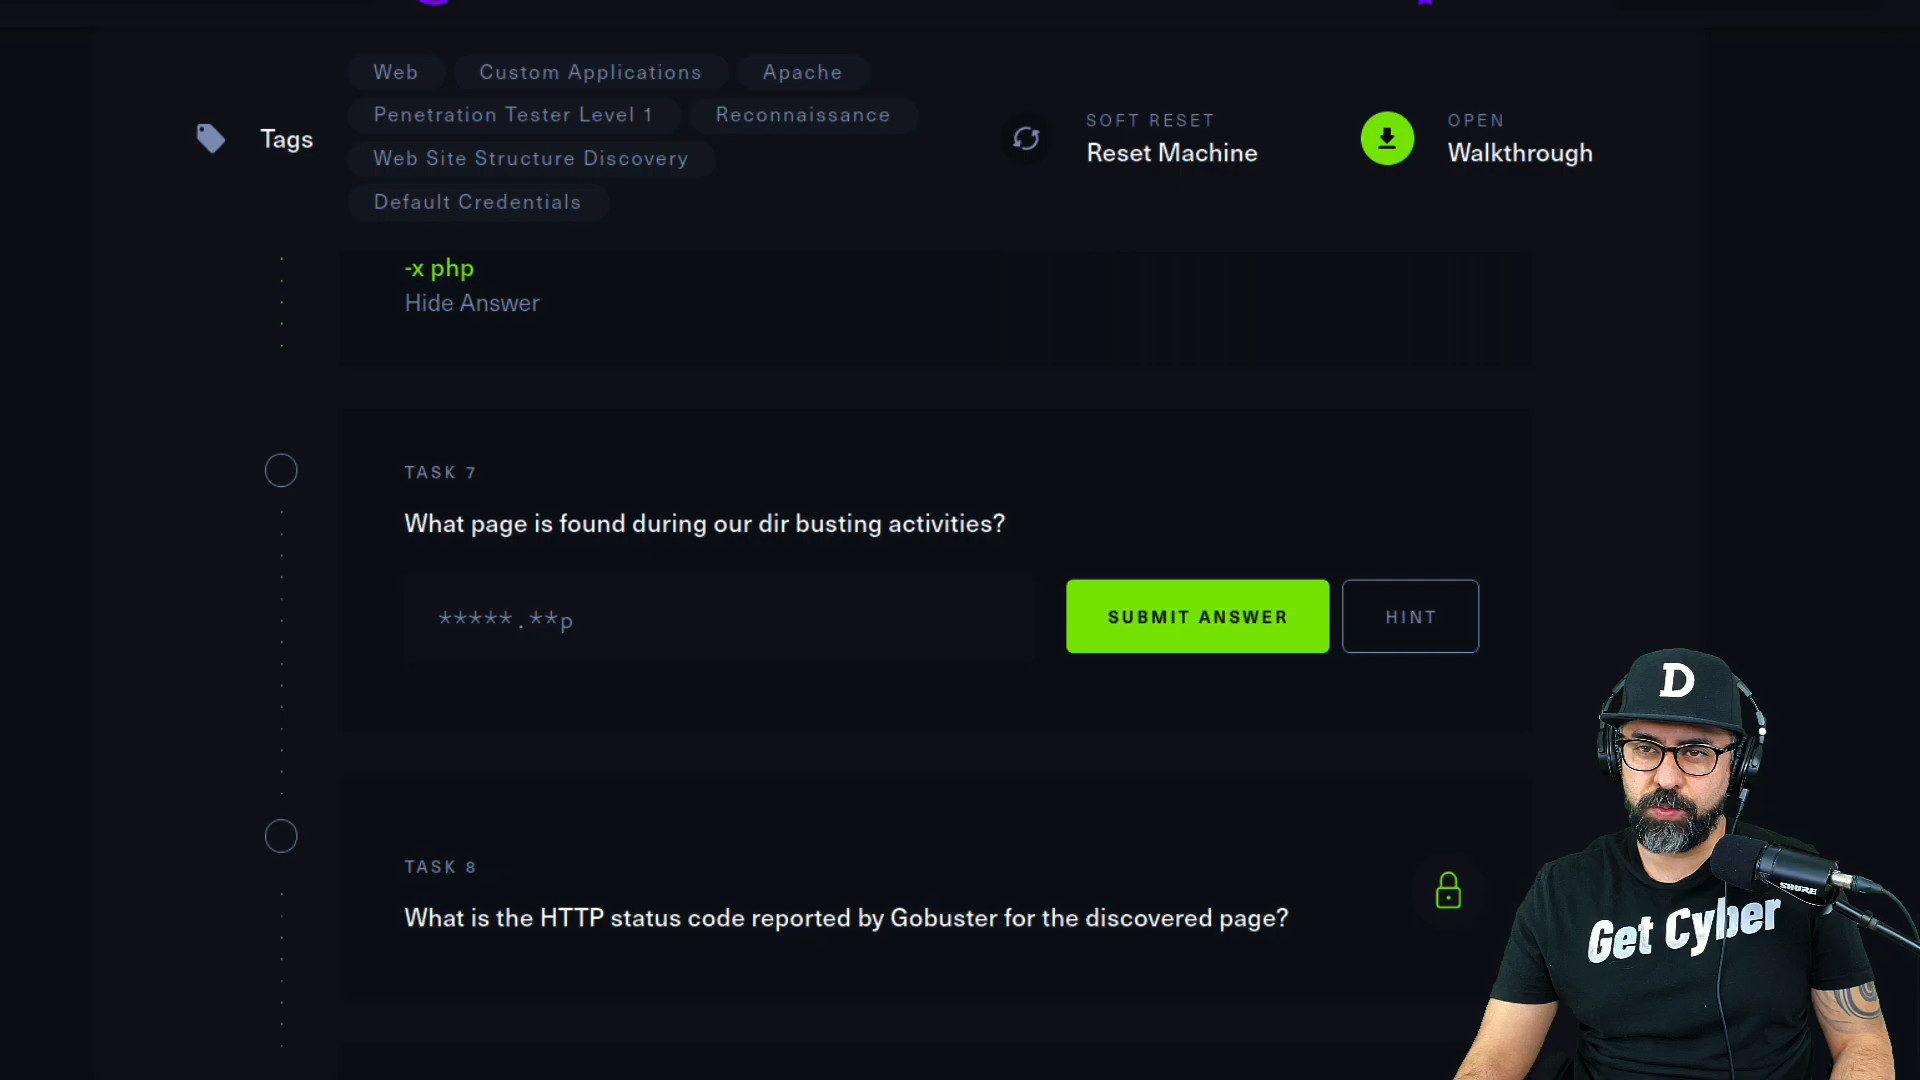 Web
Custom Applications
Apache
Penetration Tester Level 1
Reconnaissance
Tags
Web Site Structure Discovery
Default Credentials
SOFT RESET
Reset Machine
OPEN
Walkthrough
-x php
Hide Answer
TASK 7
What page is found during our dir busting activities?
*****.**p
SUBMIT ANSWER
HINT
TASK 8
What is the HTTP status code reported by Gobuster for the discovered page?
D
SHURE
Get Cyber